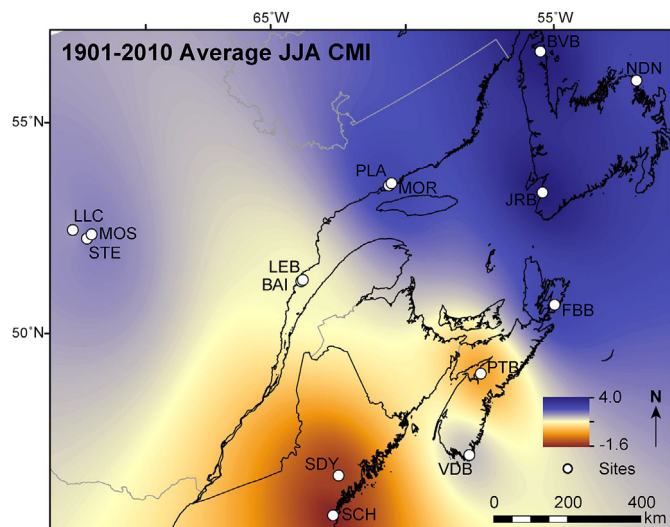 65°W
55°W
1901-2010 Average JJA CMI
BVB
NDN
55°N
PLA
MOR
JRB
LLC
MOS
STE
LEB
BAI
FBB
50°N
PTB
4.0
N
-1.6
SDY
VDB
Sites
SCH
0
200
400
km